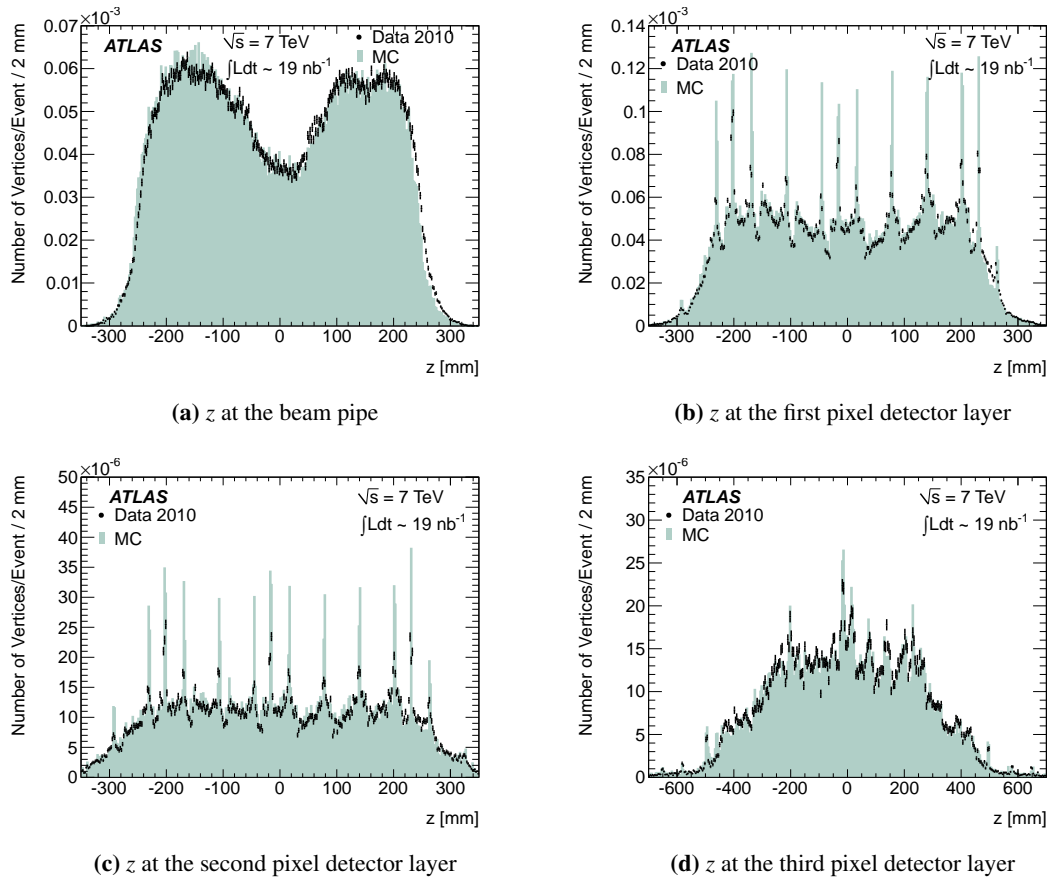 ×10⁻³
Number of Vertices/Event / 2 mm
0.07
0.06
0.05
0.04
0.03
0.02
0.01
0
ATLAS
√s = 7 TeV
∫Ldt ~ 19 nb⁻¹
Data 2010
MC
-300 -200 -100 0 100 200 300
z [mm]
(a) z at the beam pipe
×10⁻³
Number of Vertices/Event / 2 mm
0.14
0.12
0.1
0.08
0.06
0.04
0.02
0
ATLAS
Data 2010
MC
√s = 7 TeV
∫Ldt ~ 19 nb⁻¹
-300 -200 -100 0 100 200 300
z [mm]
(b) z at the first pixel detector layer
×10⁻⁶
Number of Vertices/Event / 2 mm
50
45
40
35
30
25
20
15
10
5
0
ATLAS
Data 2010
MC
√s = 7 TeV
∫Ldt ~ 19 nb⁻¹
-300 -200 -100 0 100 200 300
z [mm]
(c) z at the second pixel detector layer
×10⁻⁶
Number of Vertices/Event / 2 mm
35
30
25
20
15
10
5
0
ATLAS
Data 2010
MC
√s = 7 TeV
∫Ldt ~ 19 nb⁻¹
-600 -400 -200 0 200 400 600
z [mm]
(d) z at the third pixel detector layer